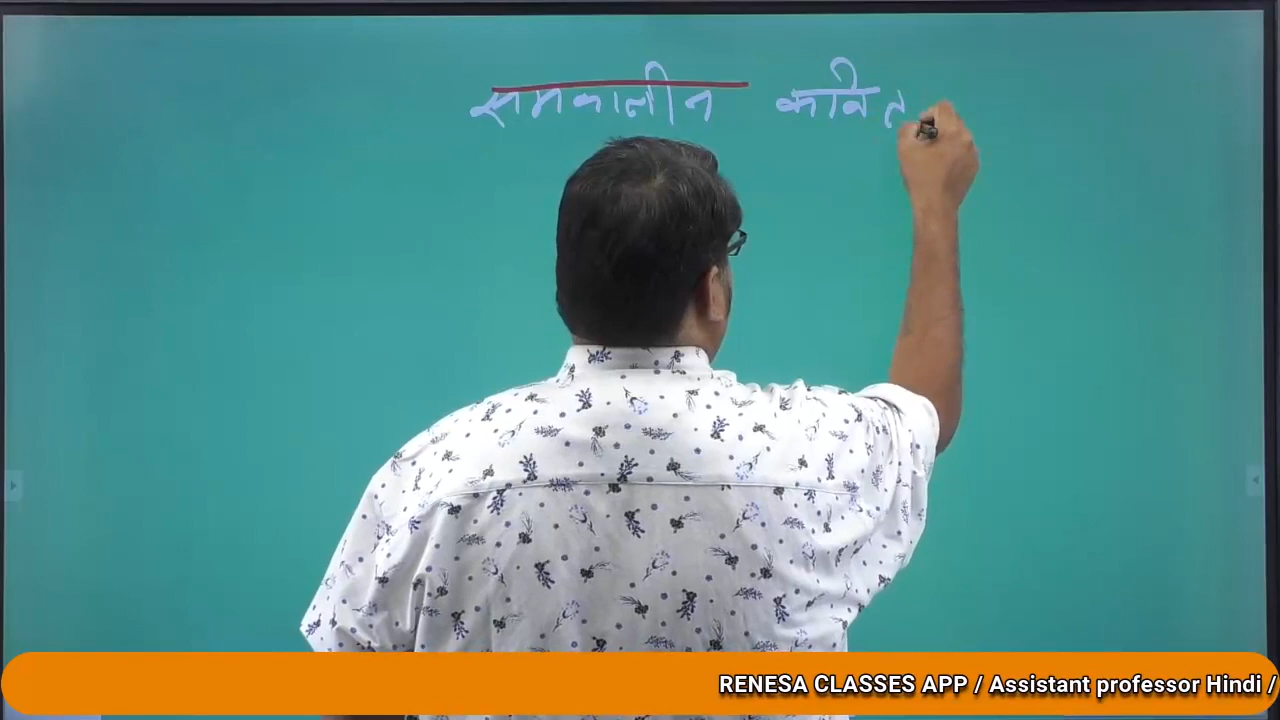 समकालीन कवित
RENESA CLASSES APP / Assistant professor Hindi /